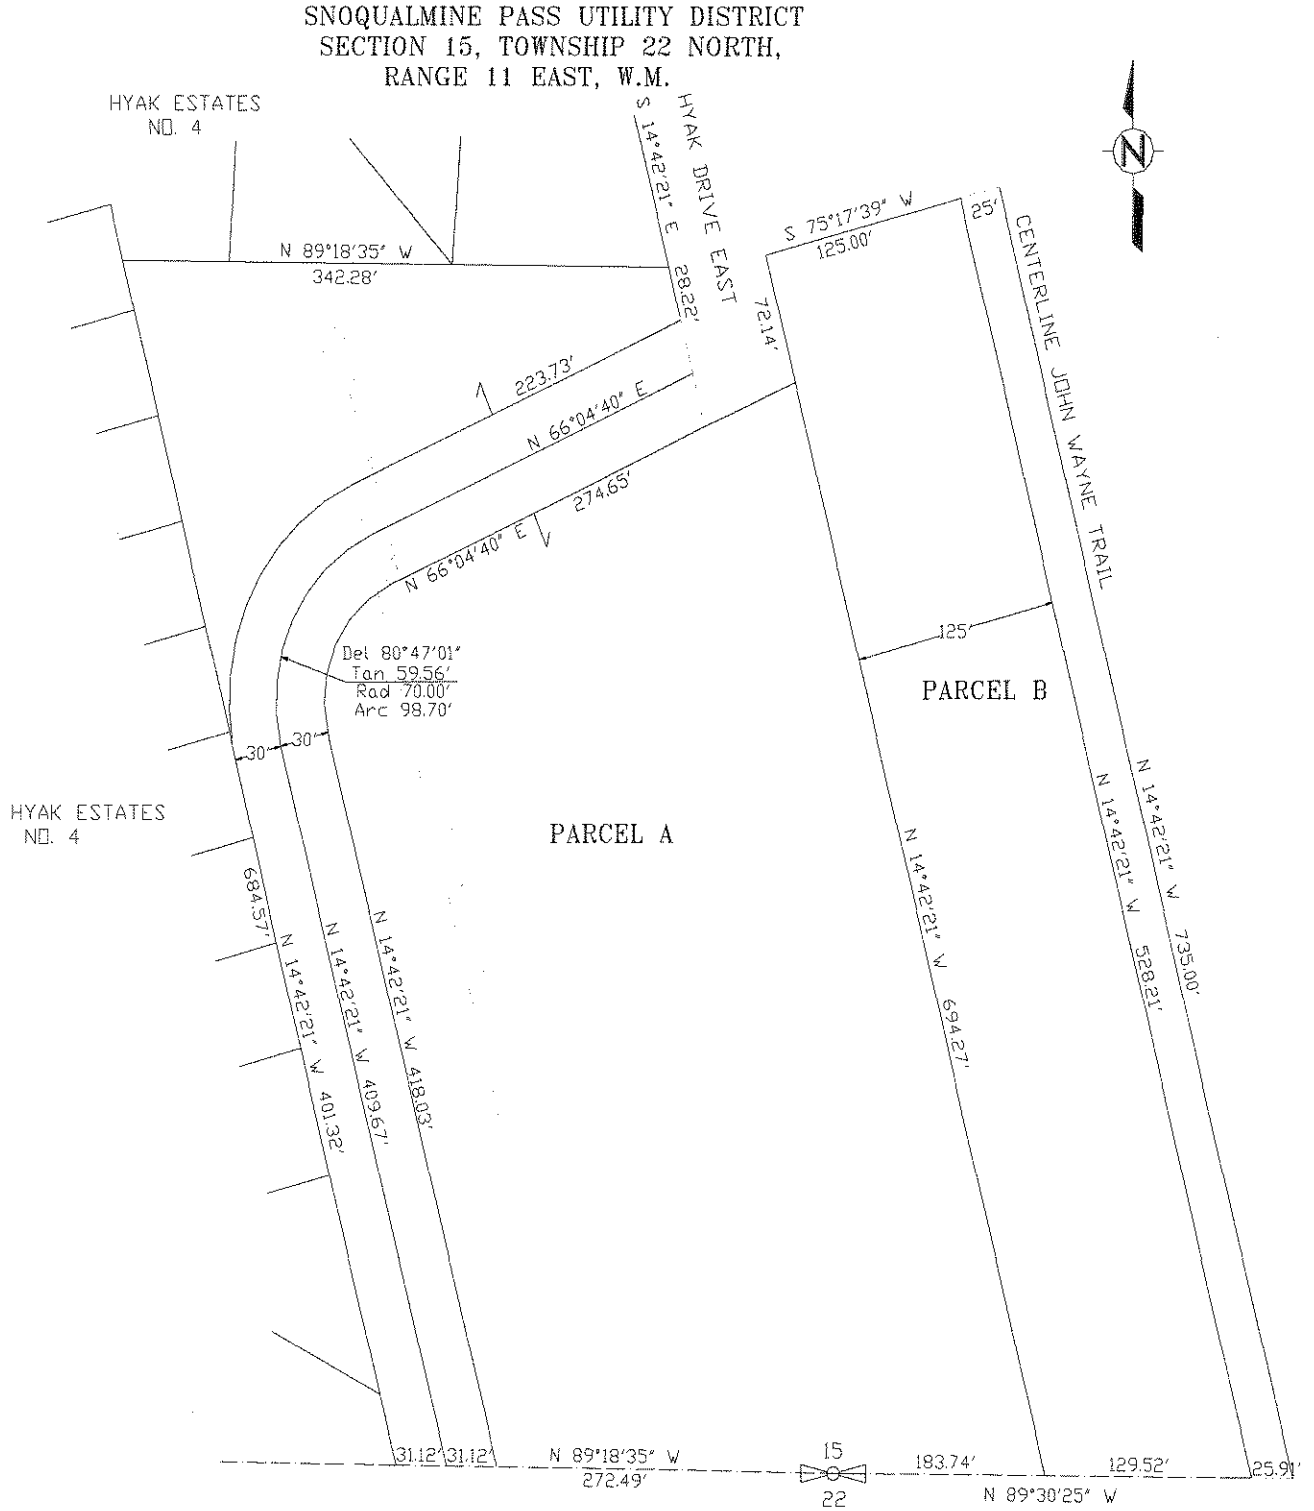 SNOQUALMINE PASS UTILITY DISTRICT
SECTION 15, TOWNSHIP 22 NORTH,
RANGE 11 EAST, W.M.
HYAK ESTATES
NO. 4
S 14°42'21" E 28.22'
HYAK DRIVE EAST
N
S 75°17'39" W
125.00'
25'
CENTERLINE JOHN WAYNE TRAIL
N 89°18'35" W
342.28'
72.14'
223.73'
N 66°04'40" E
274.65'
N 66°04'40" E
125'
Del 80°47'01"
Tan 59.56'
Rad 70.00'
Arc 98.70'
PARCEL B
30'
30'
HYAK ESTATES
NO. 4
PARCEL A
684.57'
N 14°42'21" W 401.32'
N 14°42'21" W 409.67'
N 14°42'21" W 418.03'
N 14°42'21" W 694.27'
N 14°42'21" W 528.21'
N 14°42'21" W 735.00'
31.12'
31.12'
N 89°18'35" W
272.49'
15
22
183.74'
129.52'
25.91'
N 89°30'25" W